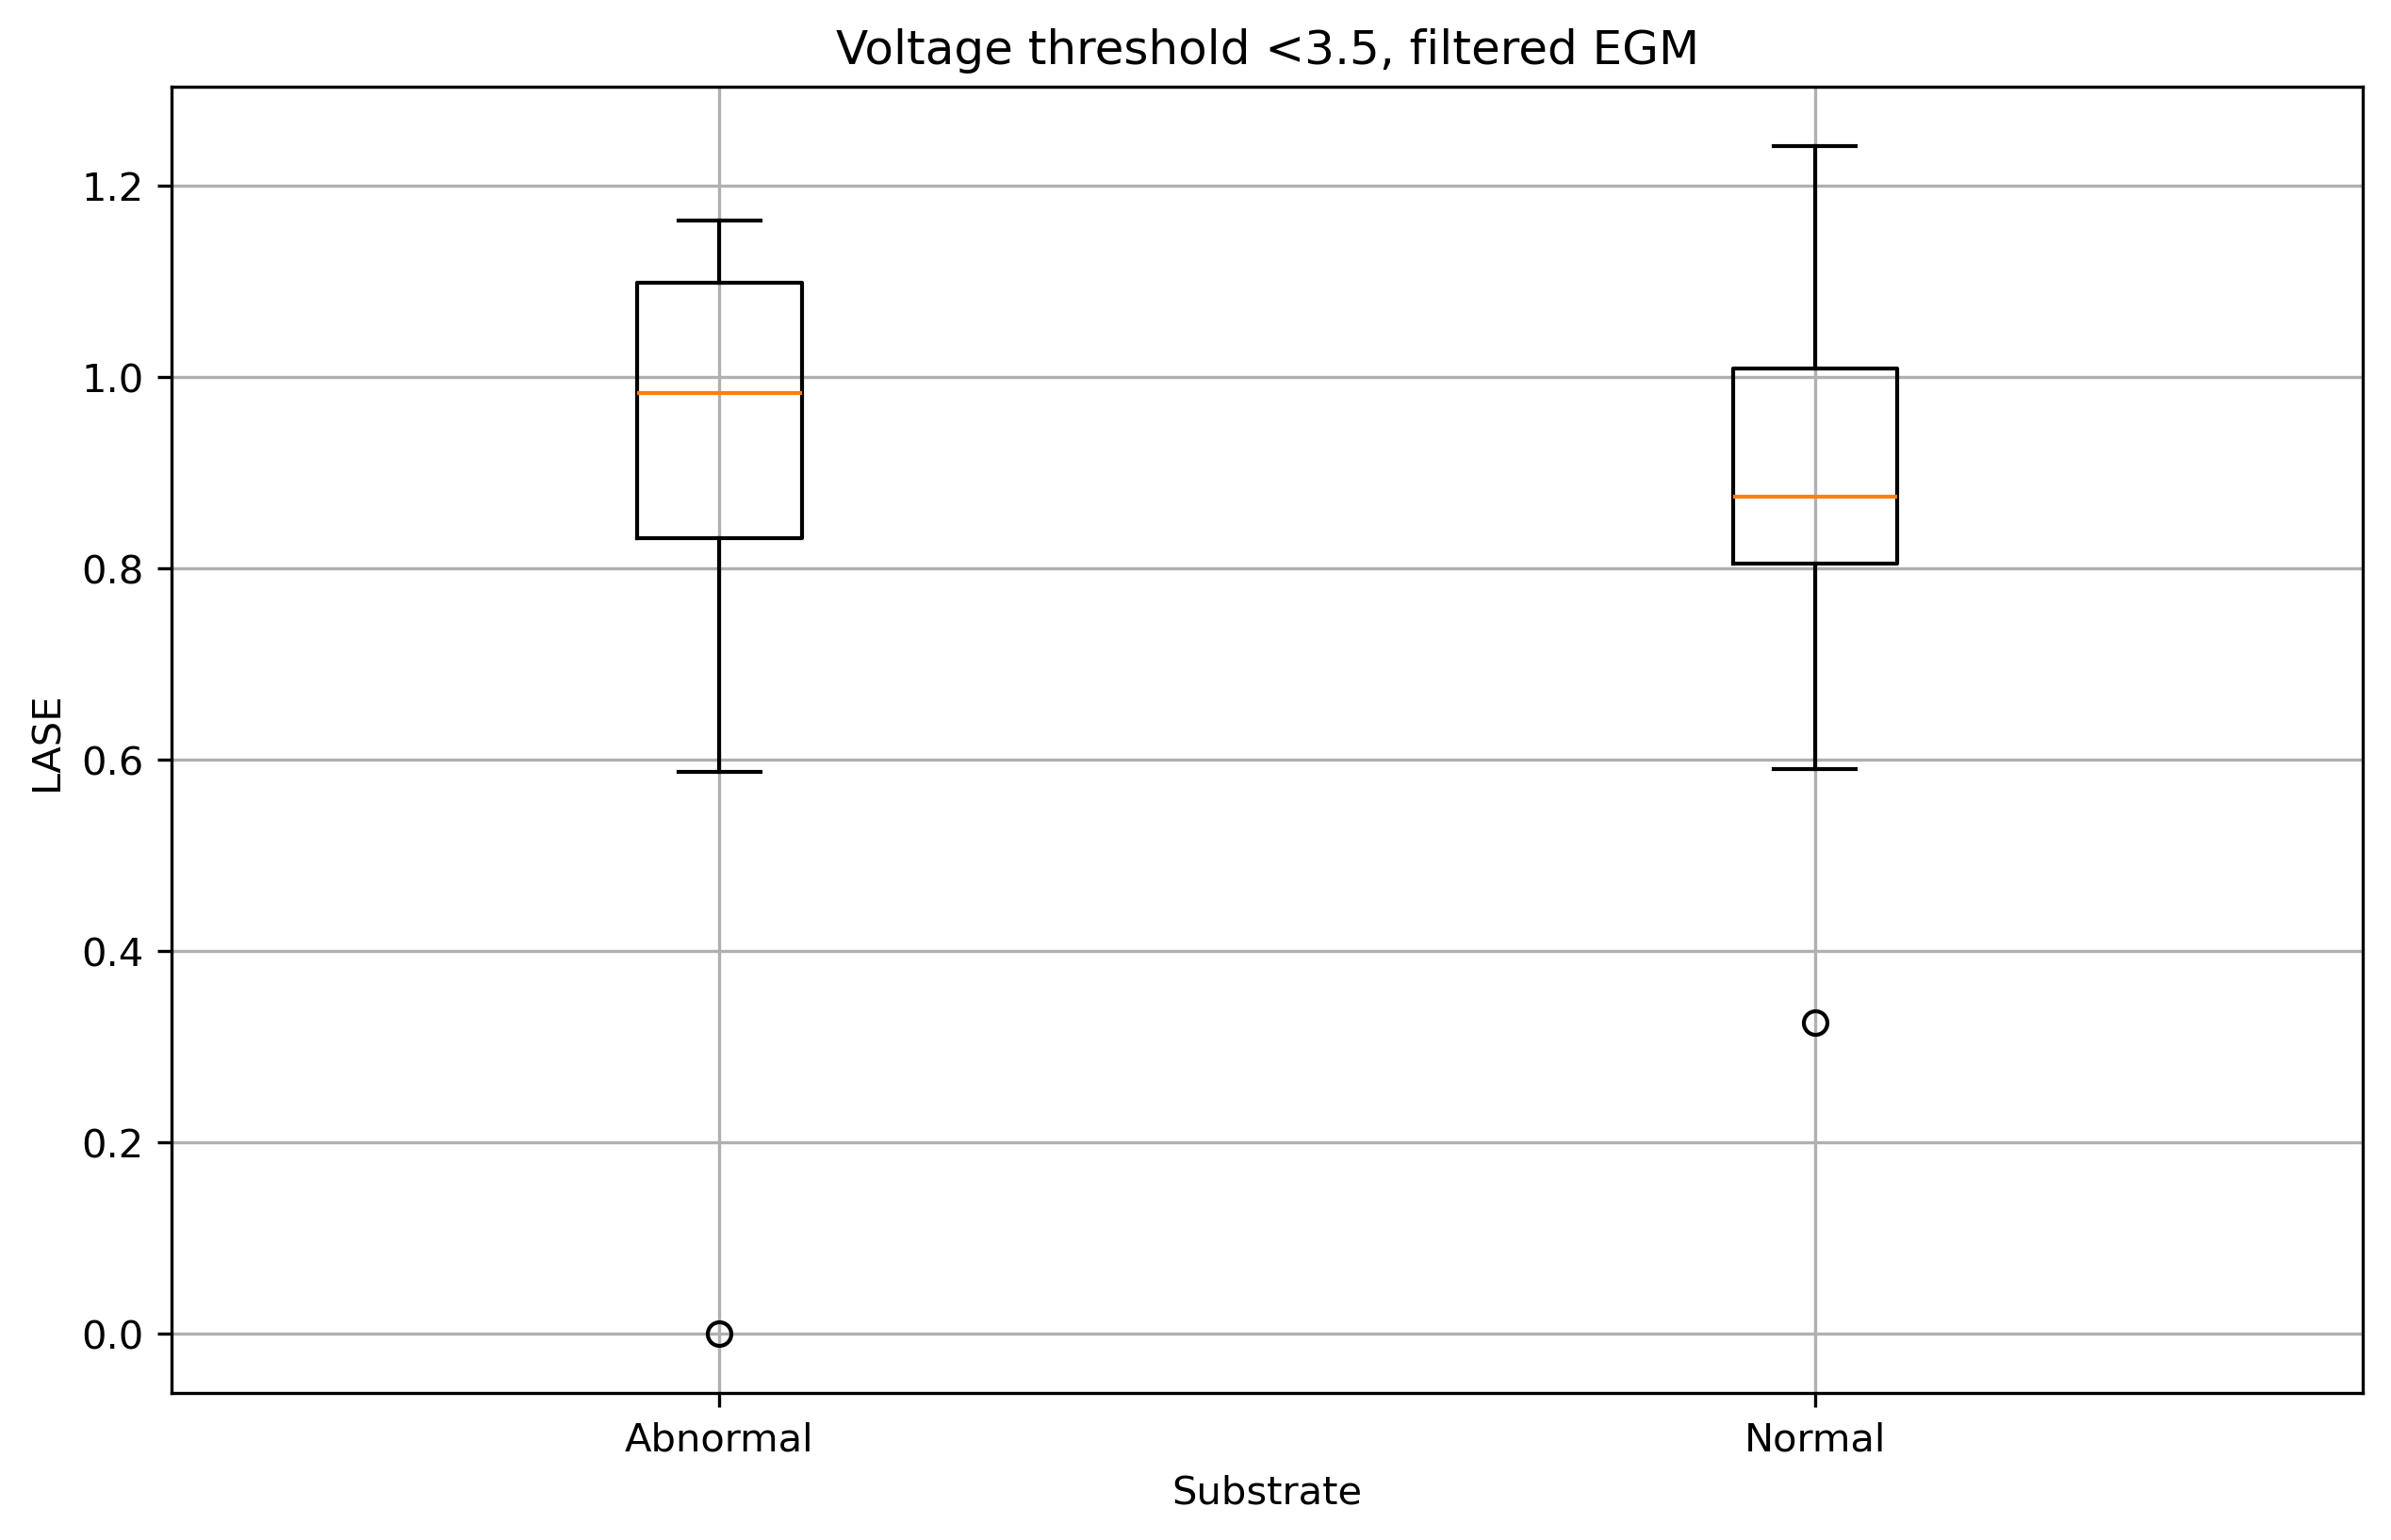 Voltage threshold <3.5, filtered EGM
1.2
1.0
0.8
0.6
0.4
0.2
0.0
LASE
Abnormal
Normal
Substrate